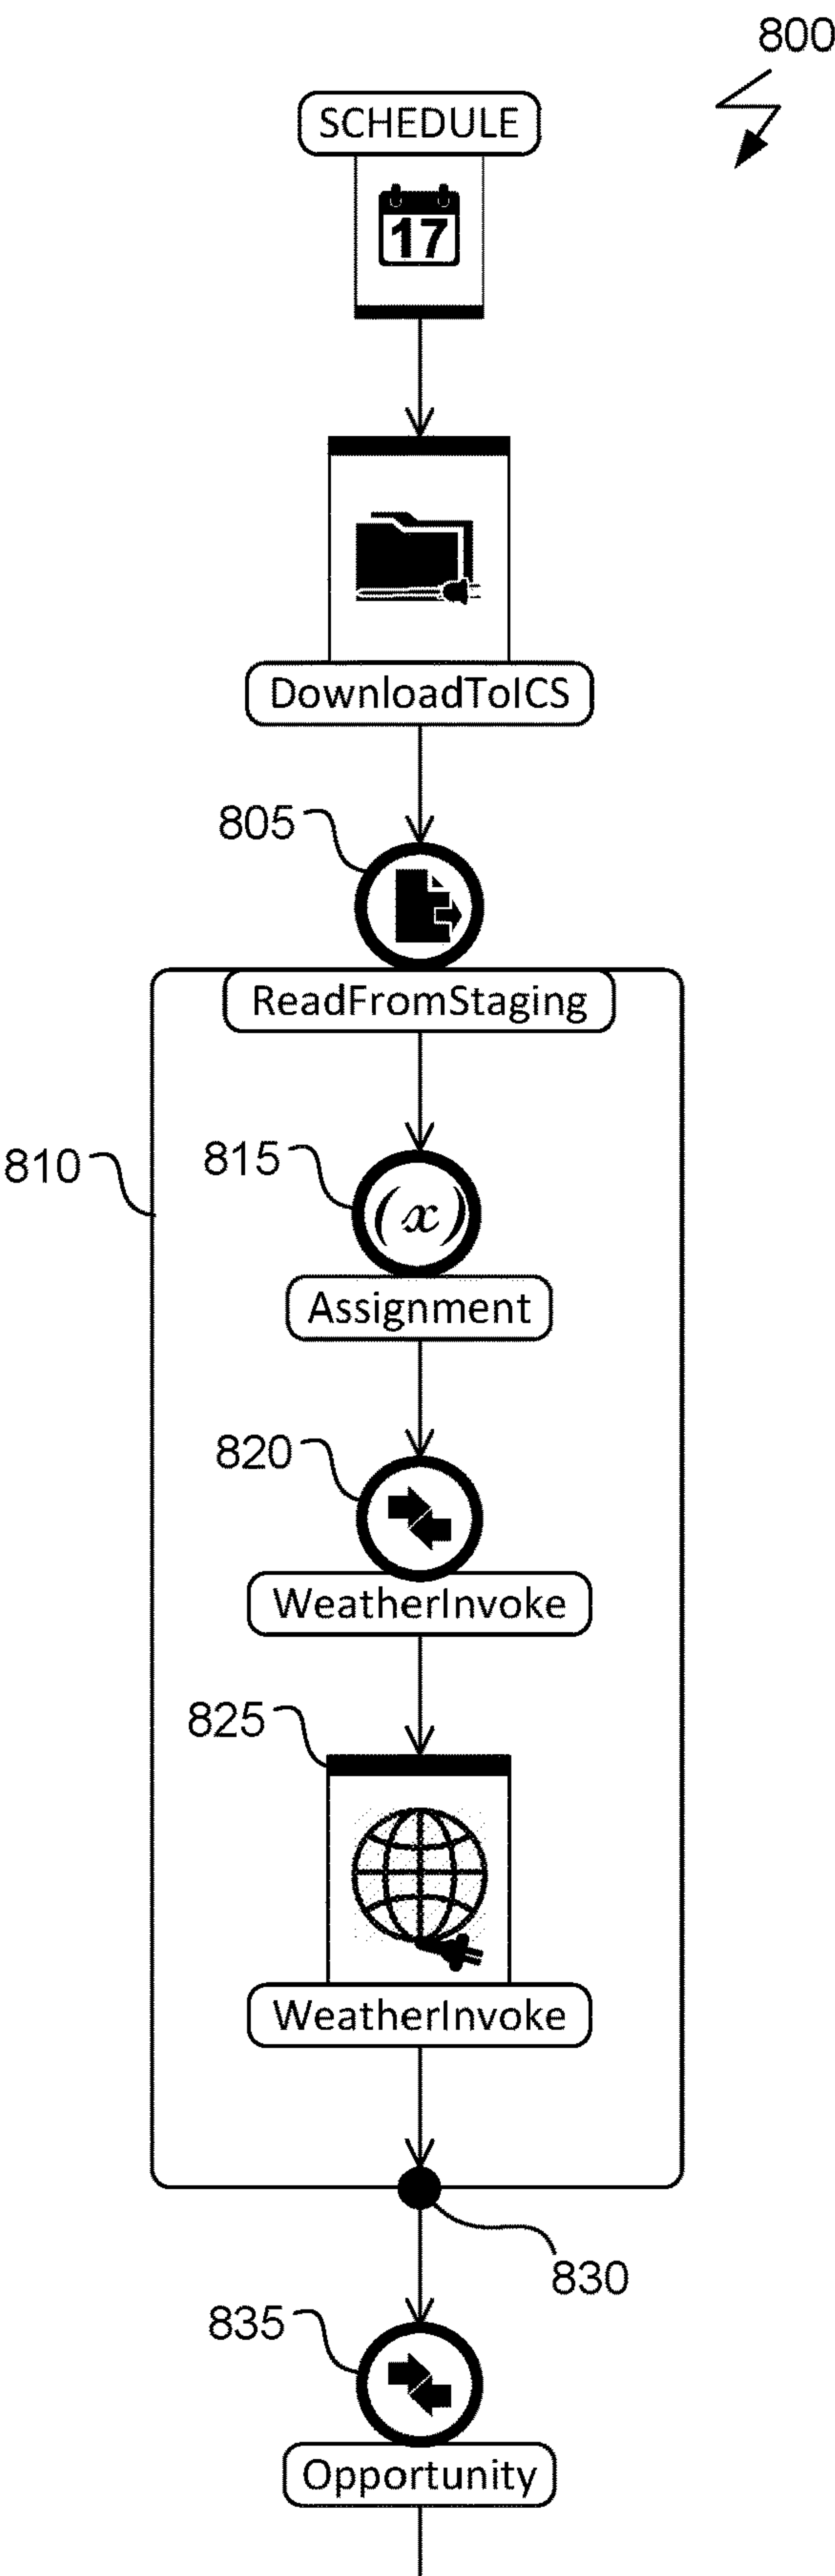 800
SCHEDULE
17
DownloadToICS
805
ReadFromStaging
810
815
(x)
Assignment
820
WeatherInvoke
825
WeatherInvoke
830
835
Opportunity